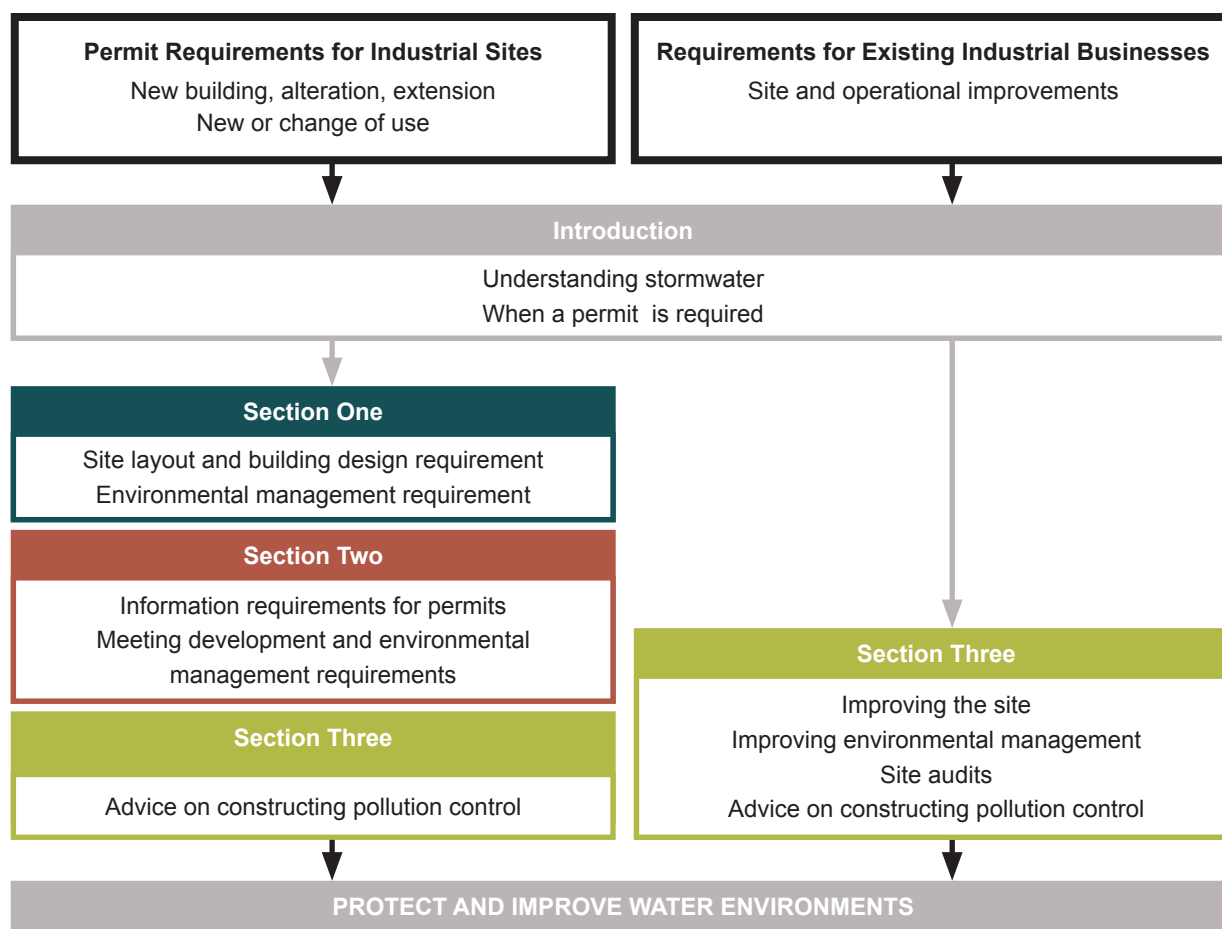 Permit Requirements for Industrial Sites
New building, alteration, extension
New or change of use
Requirements for Existing Industrial Businesses
Site and operational improvements
Introduction
Understanding stormwater
When a permit is required
Section One
Site layout and building design requirement
Environmental management requirement
Section Two
Information requirements for permits
Meeting development and environmental
management requirements
Section Three
Advice on constructing pollution control
Section Three
Improving the site
Improving environmental management
Site audits
Advice on constructing pollution control
PROTECT AND IMPROVE WATER ENVIRONMENTS